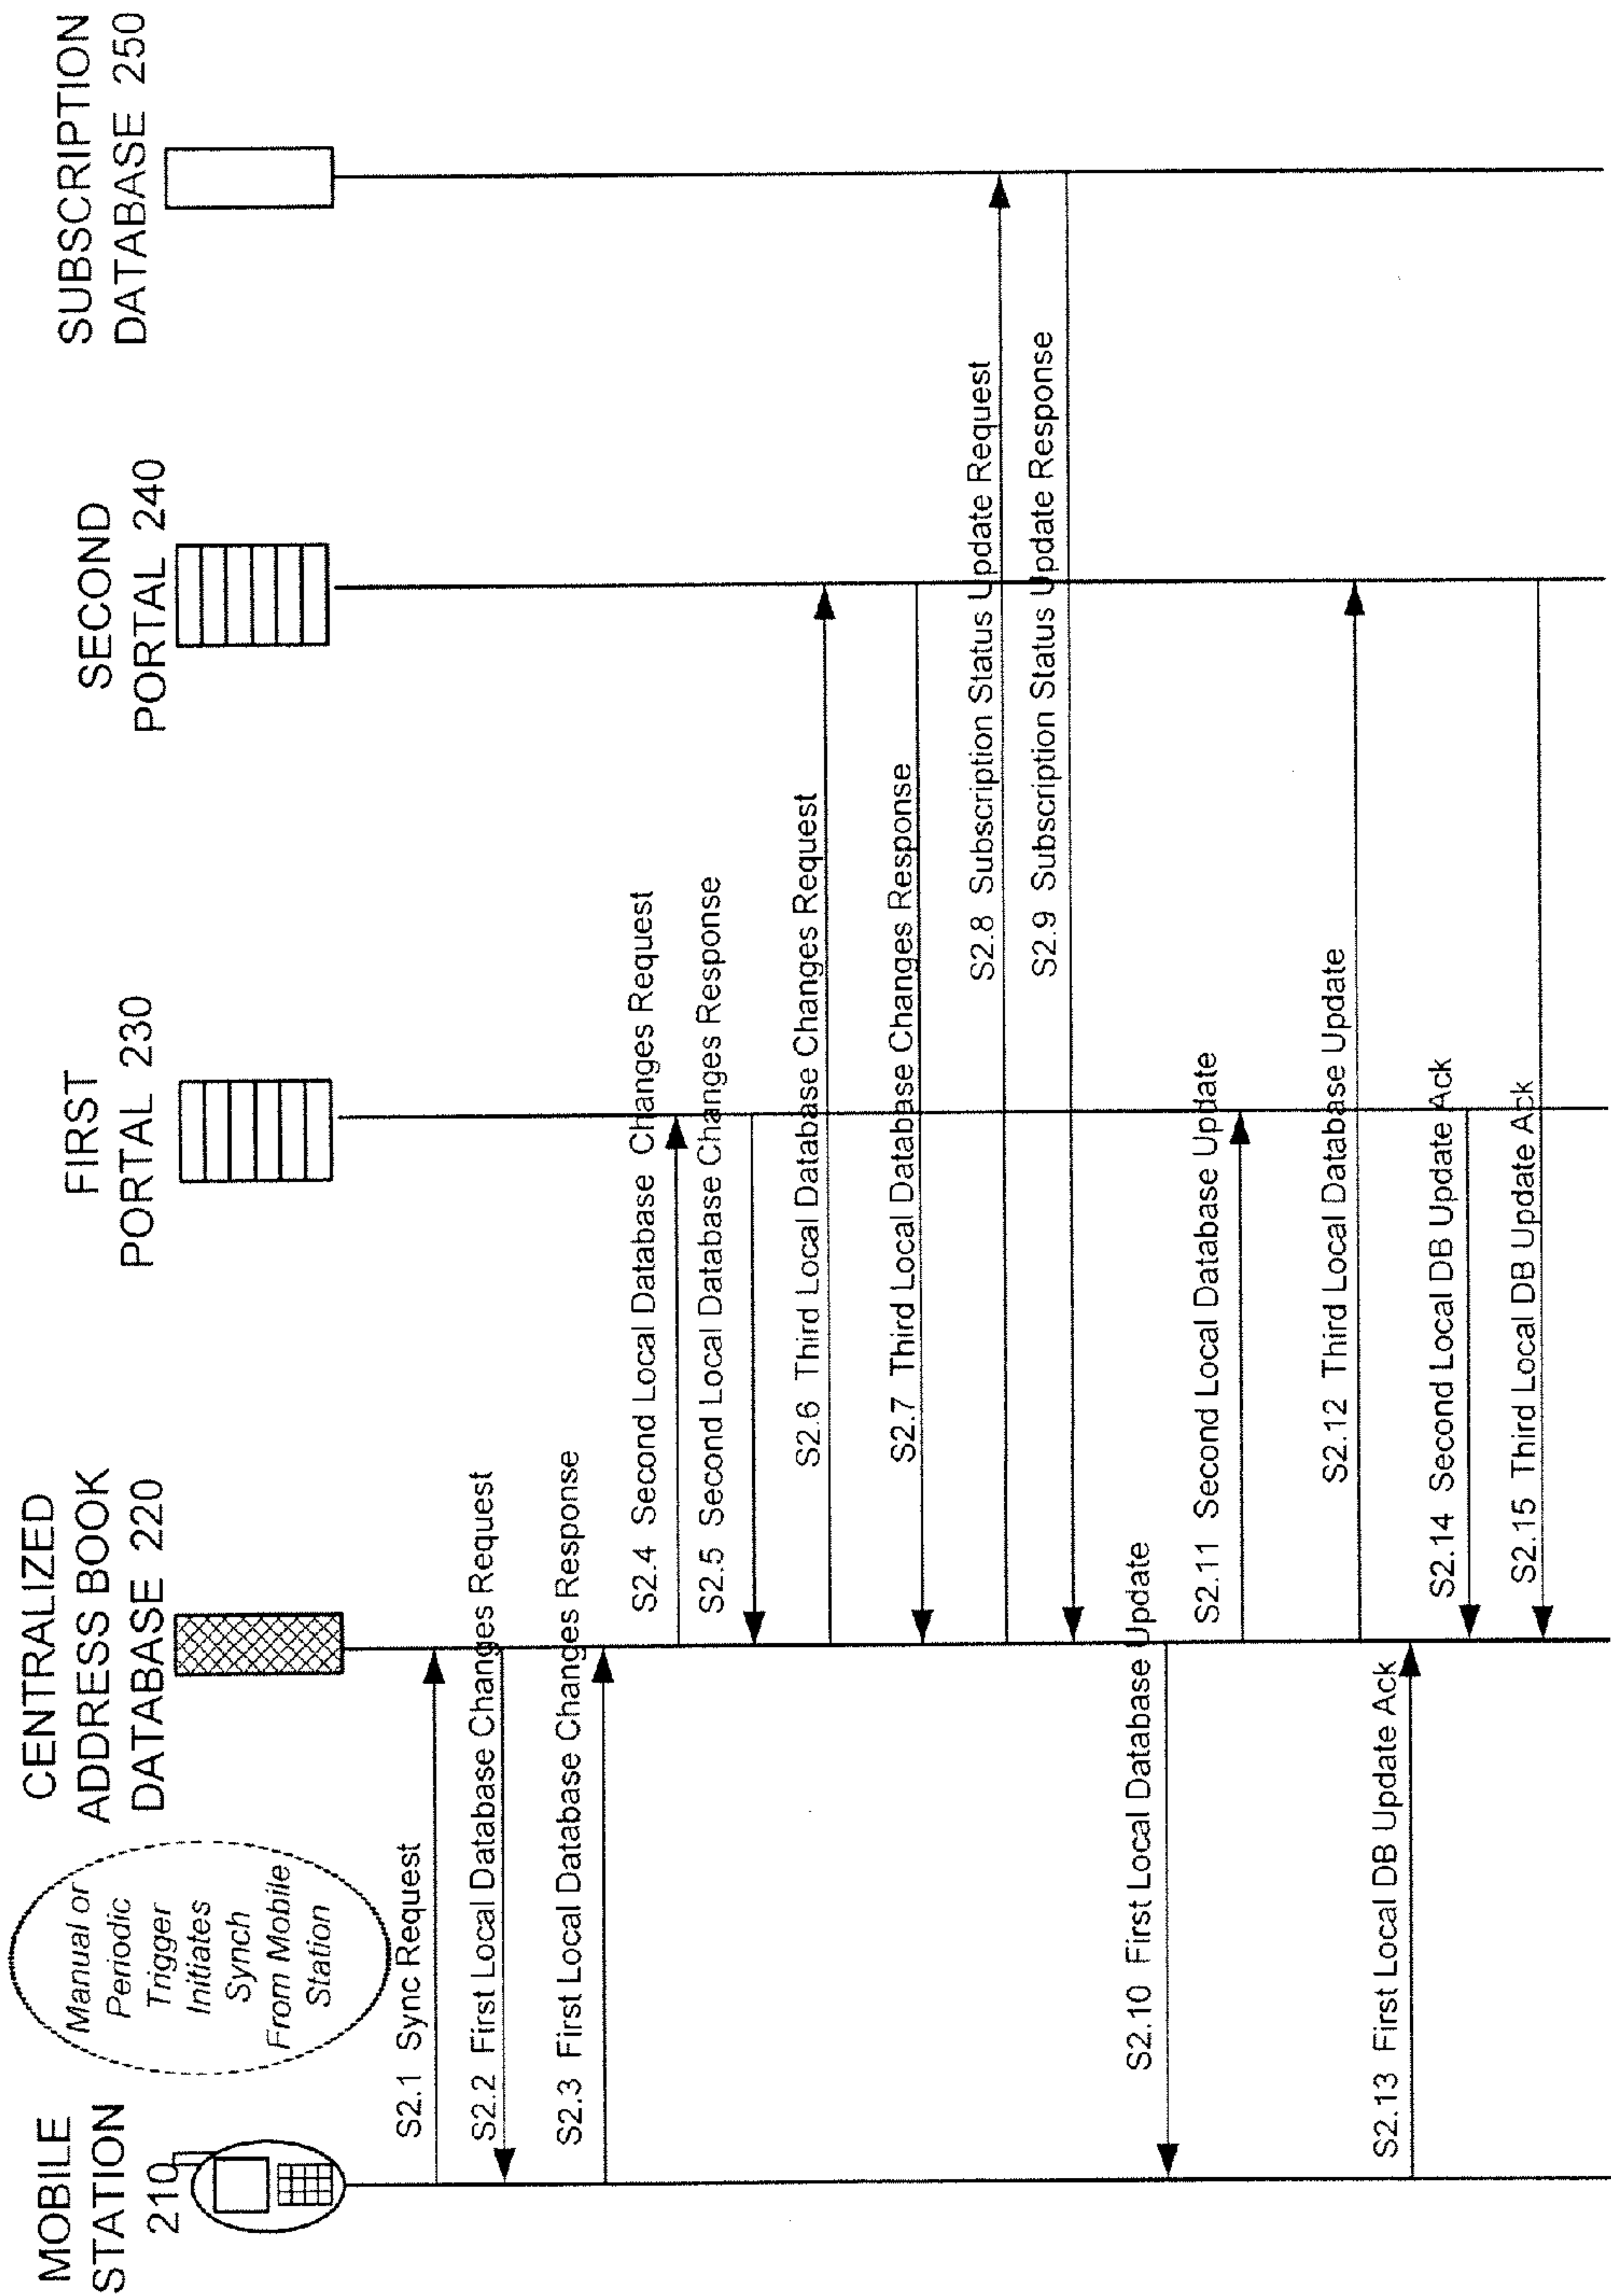 MOBILE
STATION
210
Manual or
Periodic
Trigger
Initiates
Synch
From Mobile
Station
CENTRALIZED
ADDRESS BOOK
DATABASE 220
FIRST
PORTAL 230
SECOND
PORTAL 240
SUBSCRIPTION
DATABASE 250
S2.1 Sync Request
S2.2 First Local Database Changes Request
S2.3 First Local Database Changes Response
S2.4 Second Local Database Changes Request
S2.5 Second Local Database Changes Response
S2.6 Third Local Database Changes Request
S2.7 Third Local Database Changes Response
S2.8 Subscription Status Update Request
S2.9 Subscription Status Update Response
S2.10 First Local Database Update
S2.11 Second Local Database Update
S2.12 Third Local Database Update
S2.13 First Local DB Update Ack
S2.14 Second Local DB Update Ack
S2.15 Third Local DB Update Ack